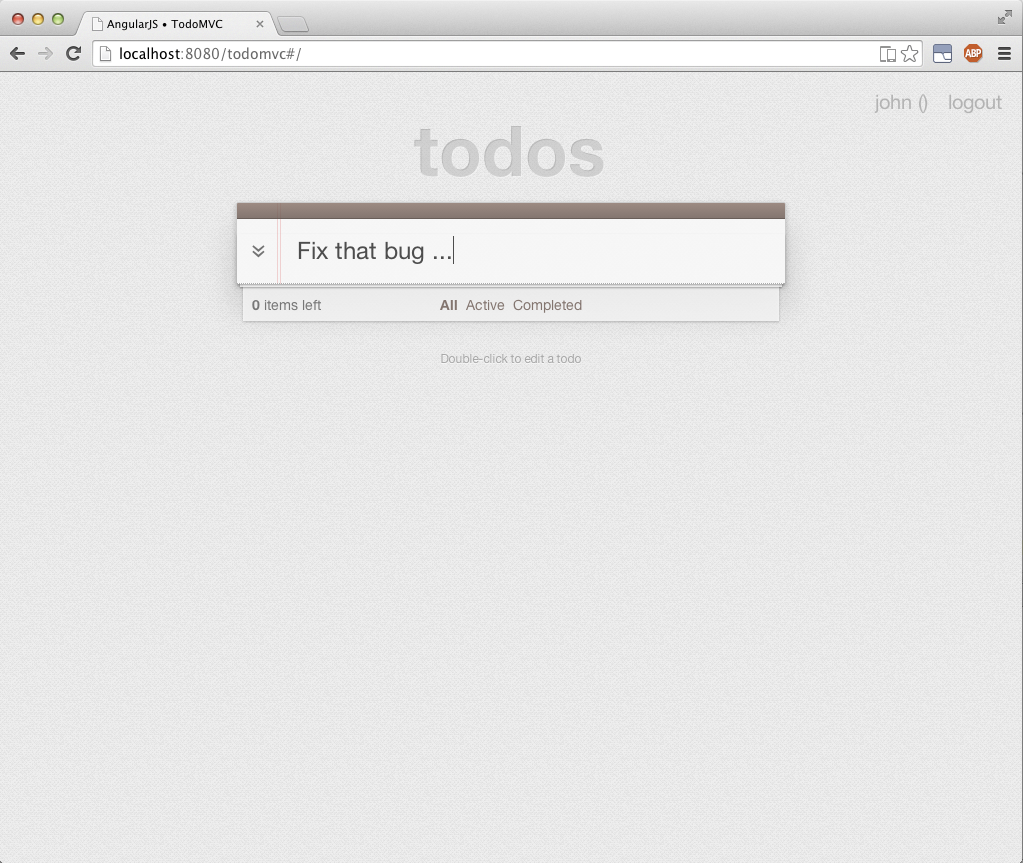 AngularJS • TodoMVC
localhost:8080/todomvc#/
ABP
john () logout
todos
Fix that bug ...
0 items left All Active Completed
Double-click to edit a todo